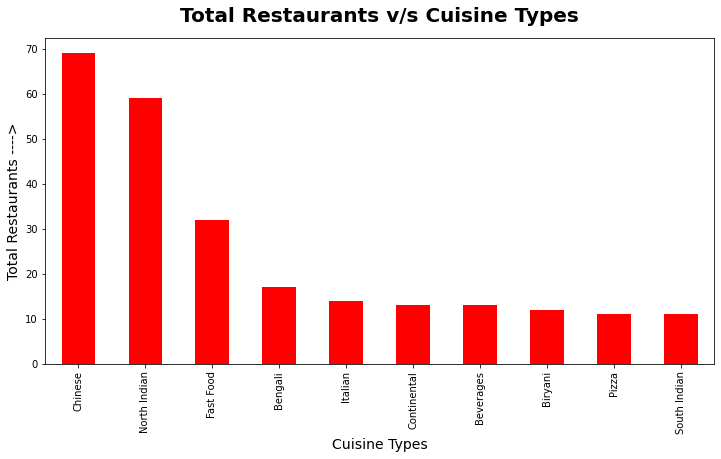 Total Restaurants v/s Cuisine Types
Total Restaurants ---->
70
60
50
40
30
20
10
0
Chinese
North Indian
Fast Food
Bengali
Italian
Continental
Beverages
Biryani
Pizza
South Indian
Cuisine Types